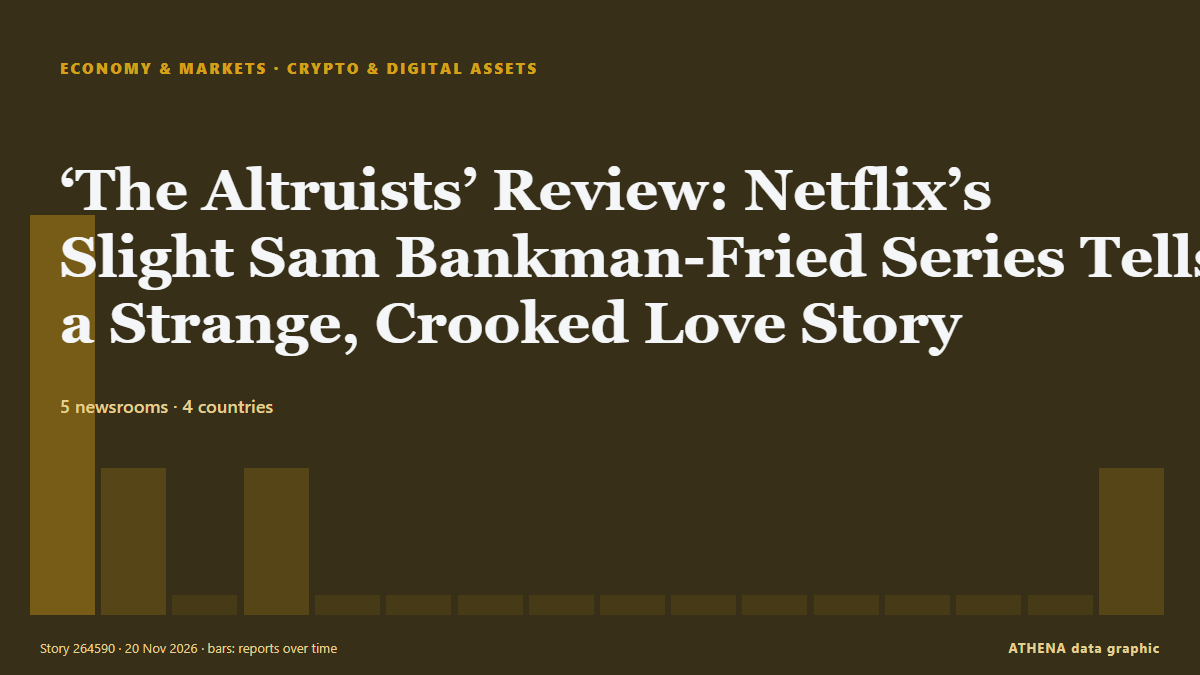 ECONOMY & MARKETS · CRYPTO & DIGITAL ASSETS
‘The Altruists’ Review: Netflix’s
Slight Sam Bankman-Fried Series Tells
a Strange, Crooked Love Story
5 newsrooms · 4 countries
Story 264590 · 20 Nov 2026 · bars: reports over time
ATHENA data graphic